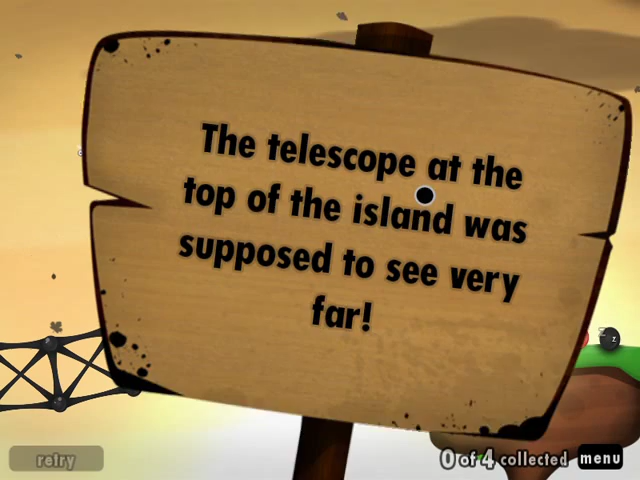 The telescope at the
top of the island was
supposed to see very
far!
retry
0 of 4 collected
menu